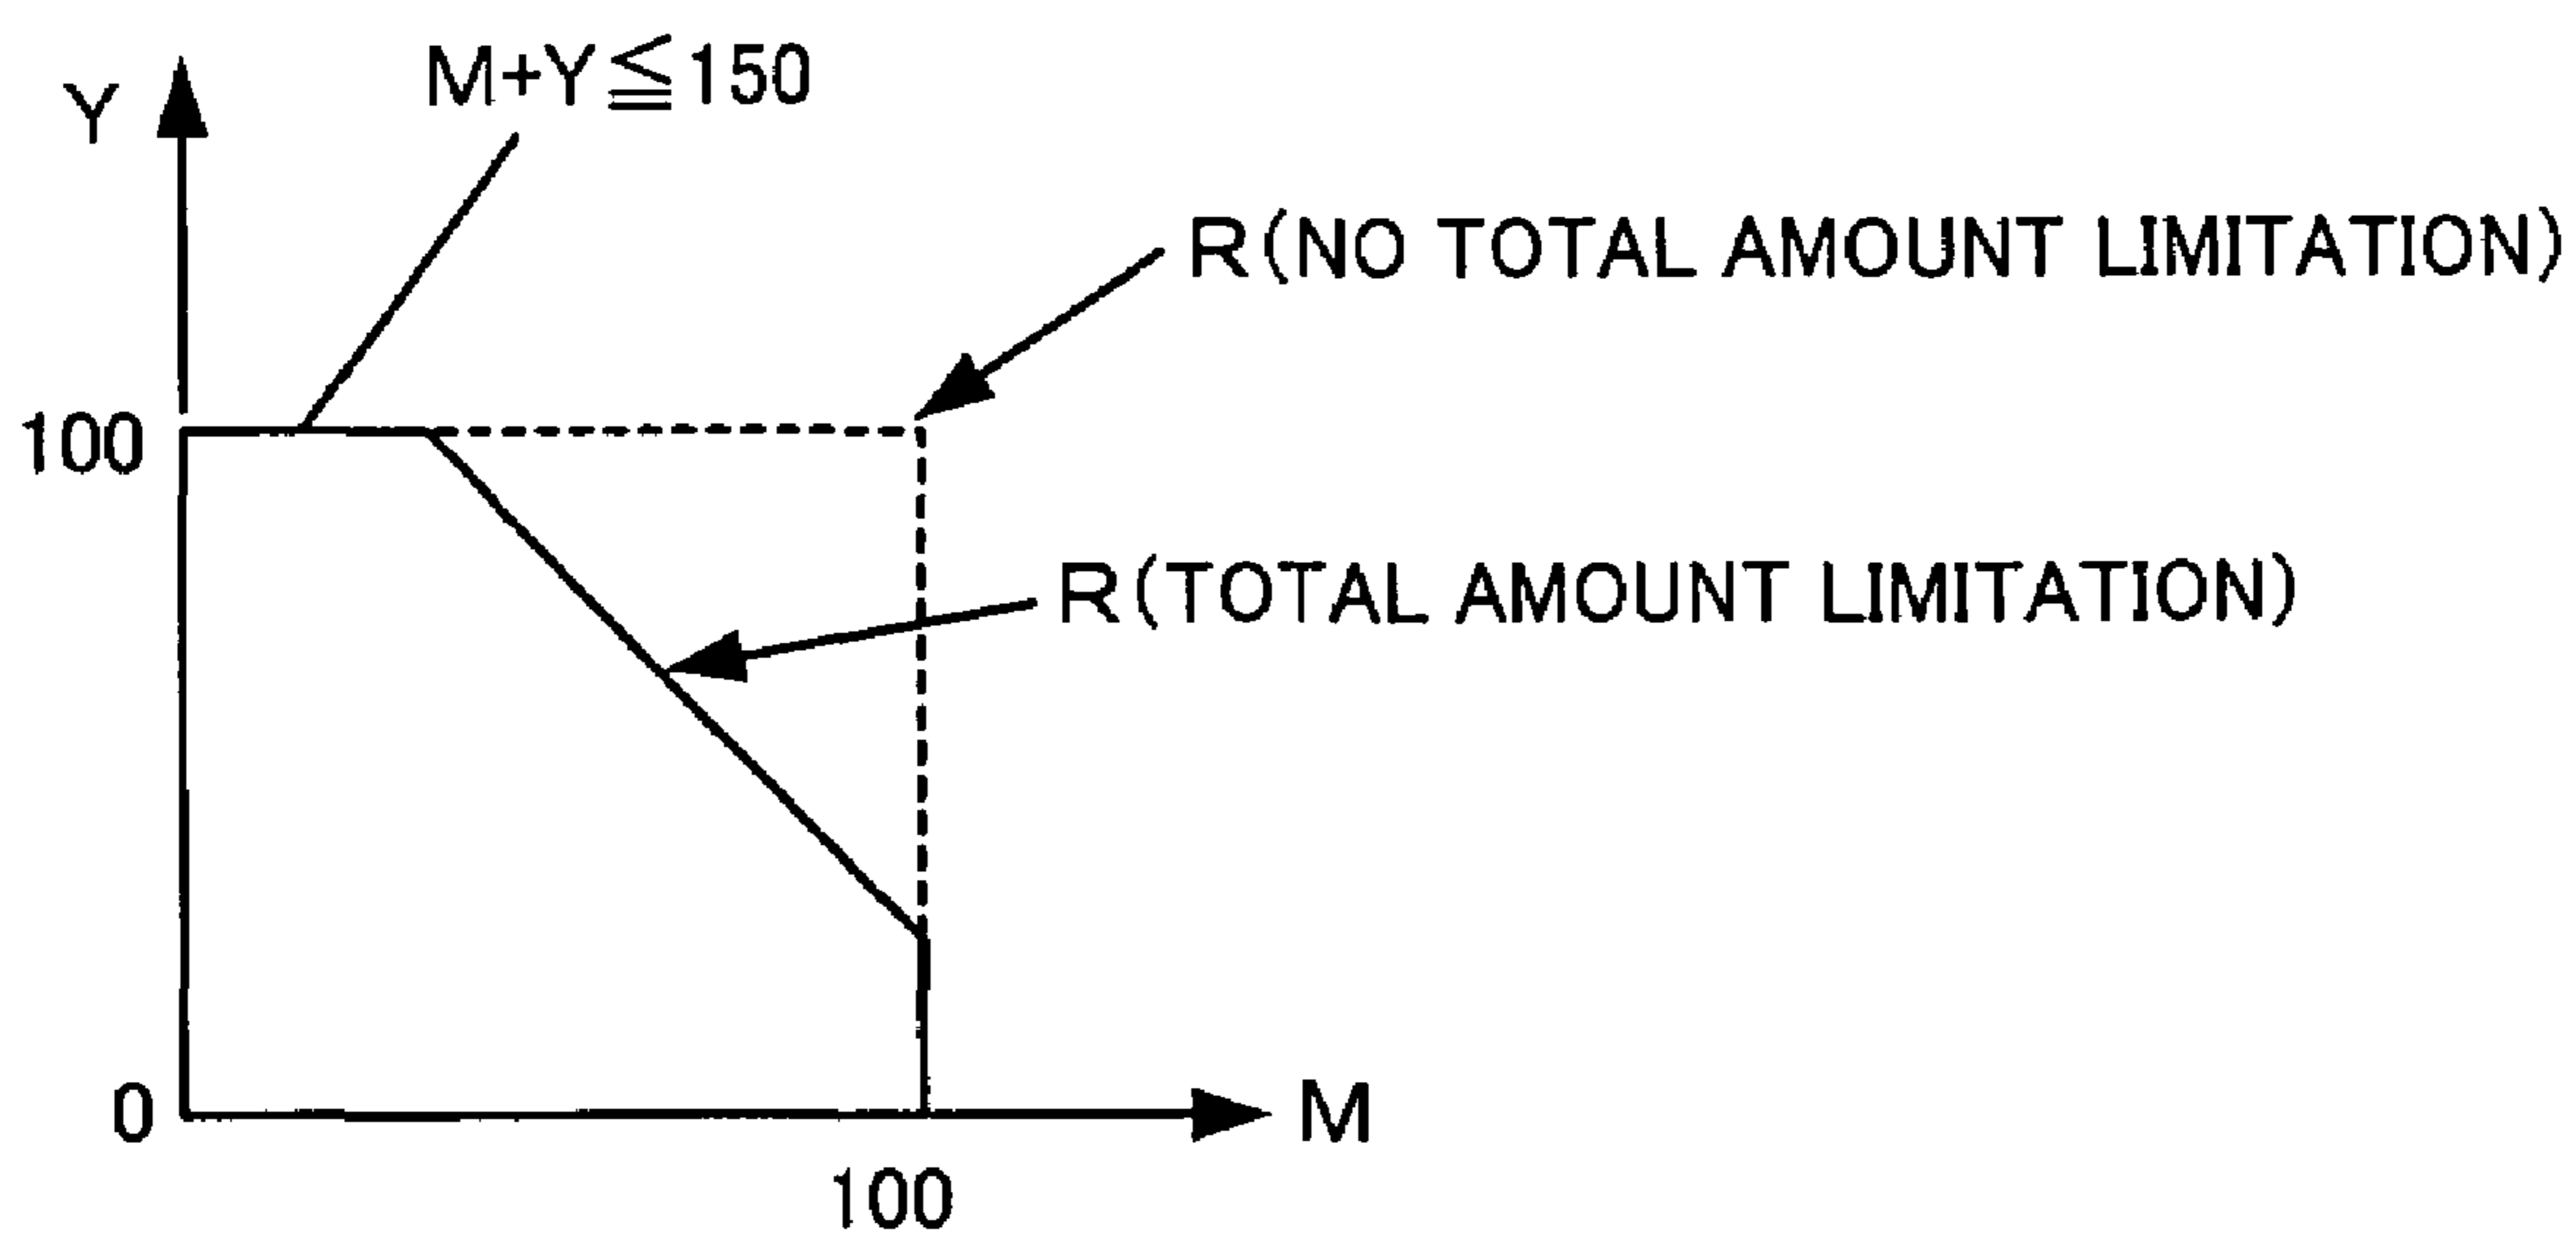 M+Y≦150
Y
R(NO TOTAL AMOUNT LIMITATION)
100
R(TOTAL AMOUNT LIMITATION)
0
M
100